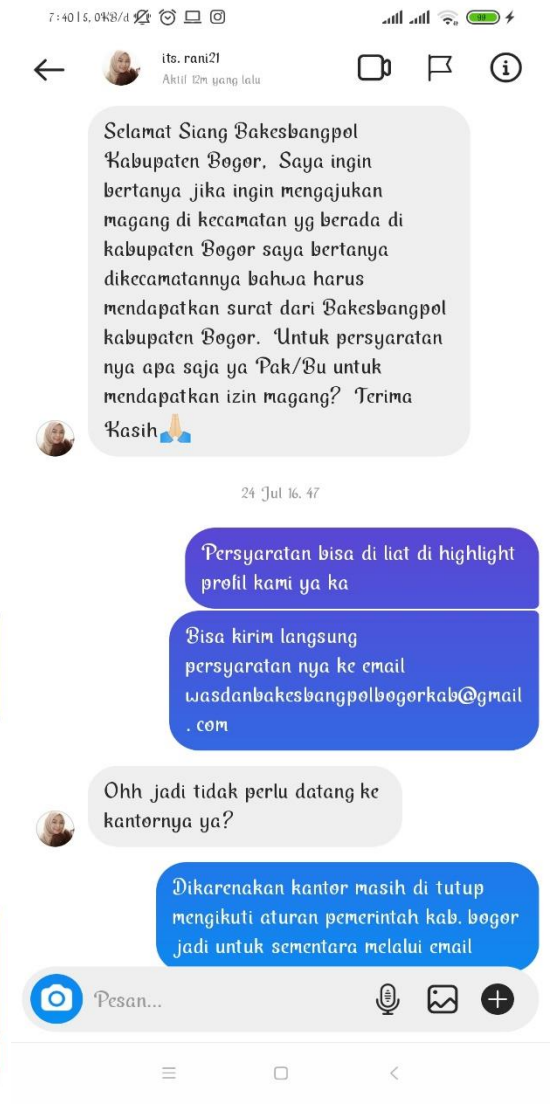 7:40 | 5,0KB/d
98
its.rani21
Aktif 12m yang lalu
Selamat Siang Bakesbangpol
Kabupaten Bogor, Saya ingin
bertanya jika ingin mengajukan
magang di kecamatan yg berada di
kabupaten Bogor saya bertanya
dikecamatannya bahwa harus
mendapatkan surat dari Bakesbangpol
kabupaten Bogor. Untuk persyaratan
nya apa saja ya Pak/Bu untuk
mendapatkan izin magang? Terima
Kasih🙏🏻
24 Jul 16.47
Persyaratan bisa di liat di highlight
profil kami ya ka
Bisa kirim langsung
persyaratan nya ke email
wasdanbakesbangpolbogorkab@gmail
.com
Ohh jadi tidak perlu datang ke
kantornya ya?
Dikarenakan kantor masih di tutup
mengikuti aturan pemerintah kab.bogor
jadi untuk sementara melalui email
Pesan...